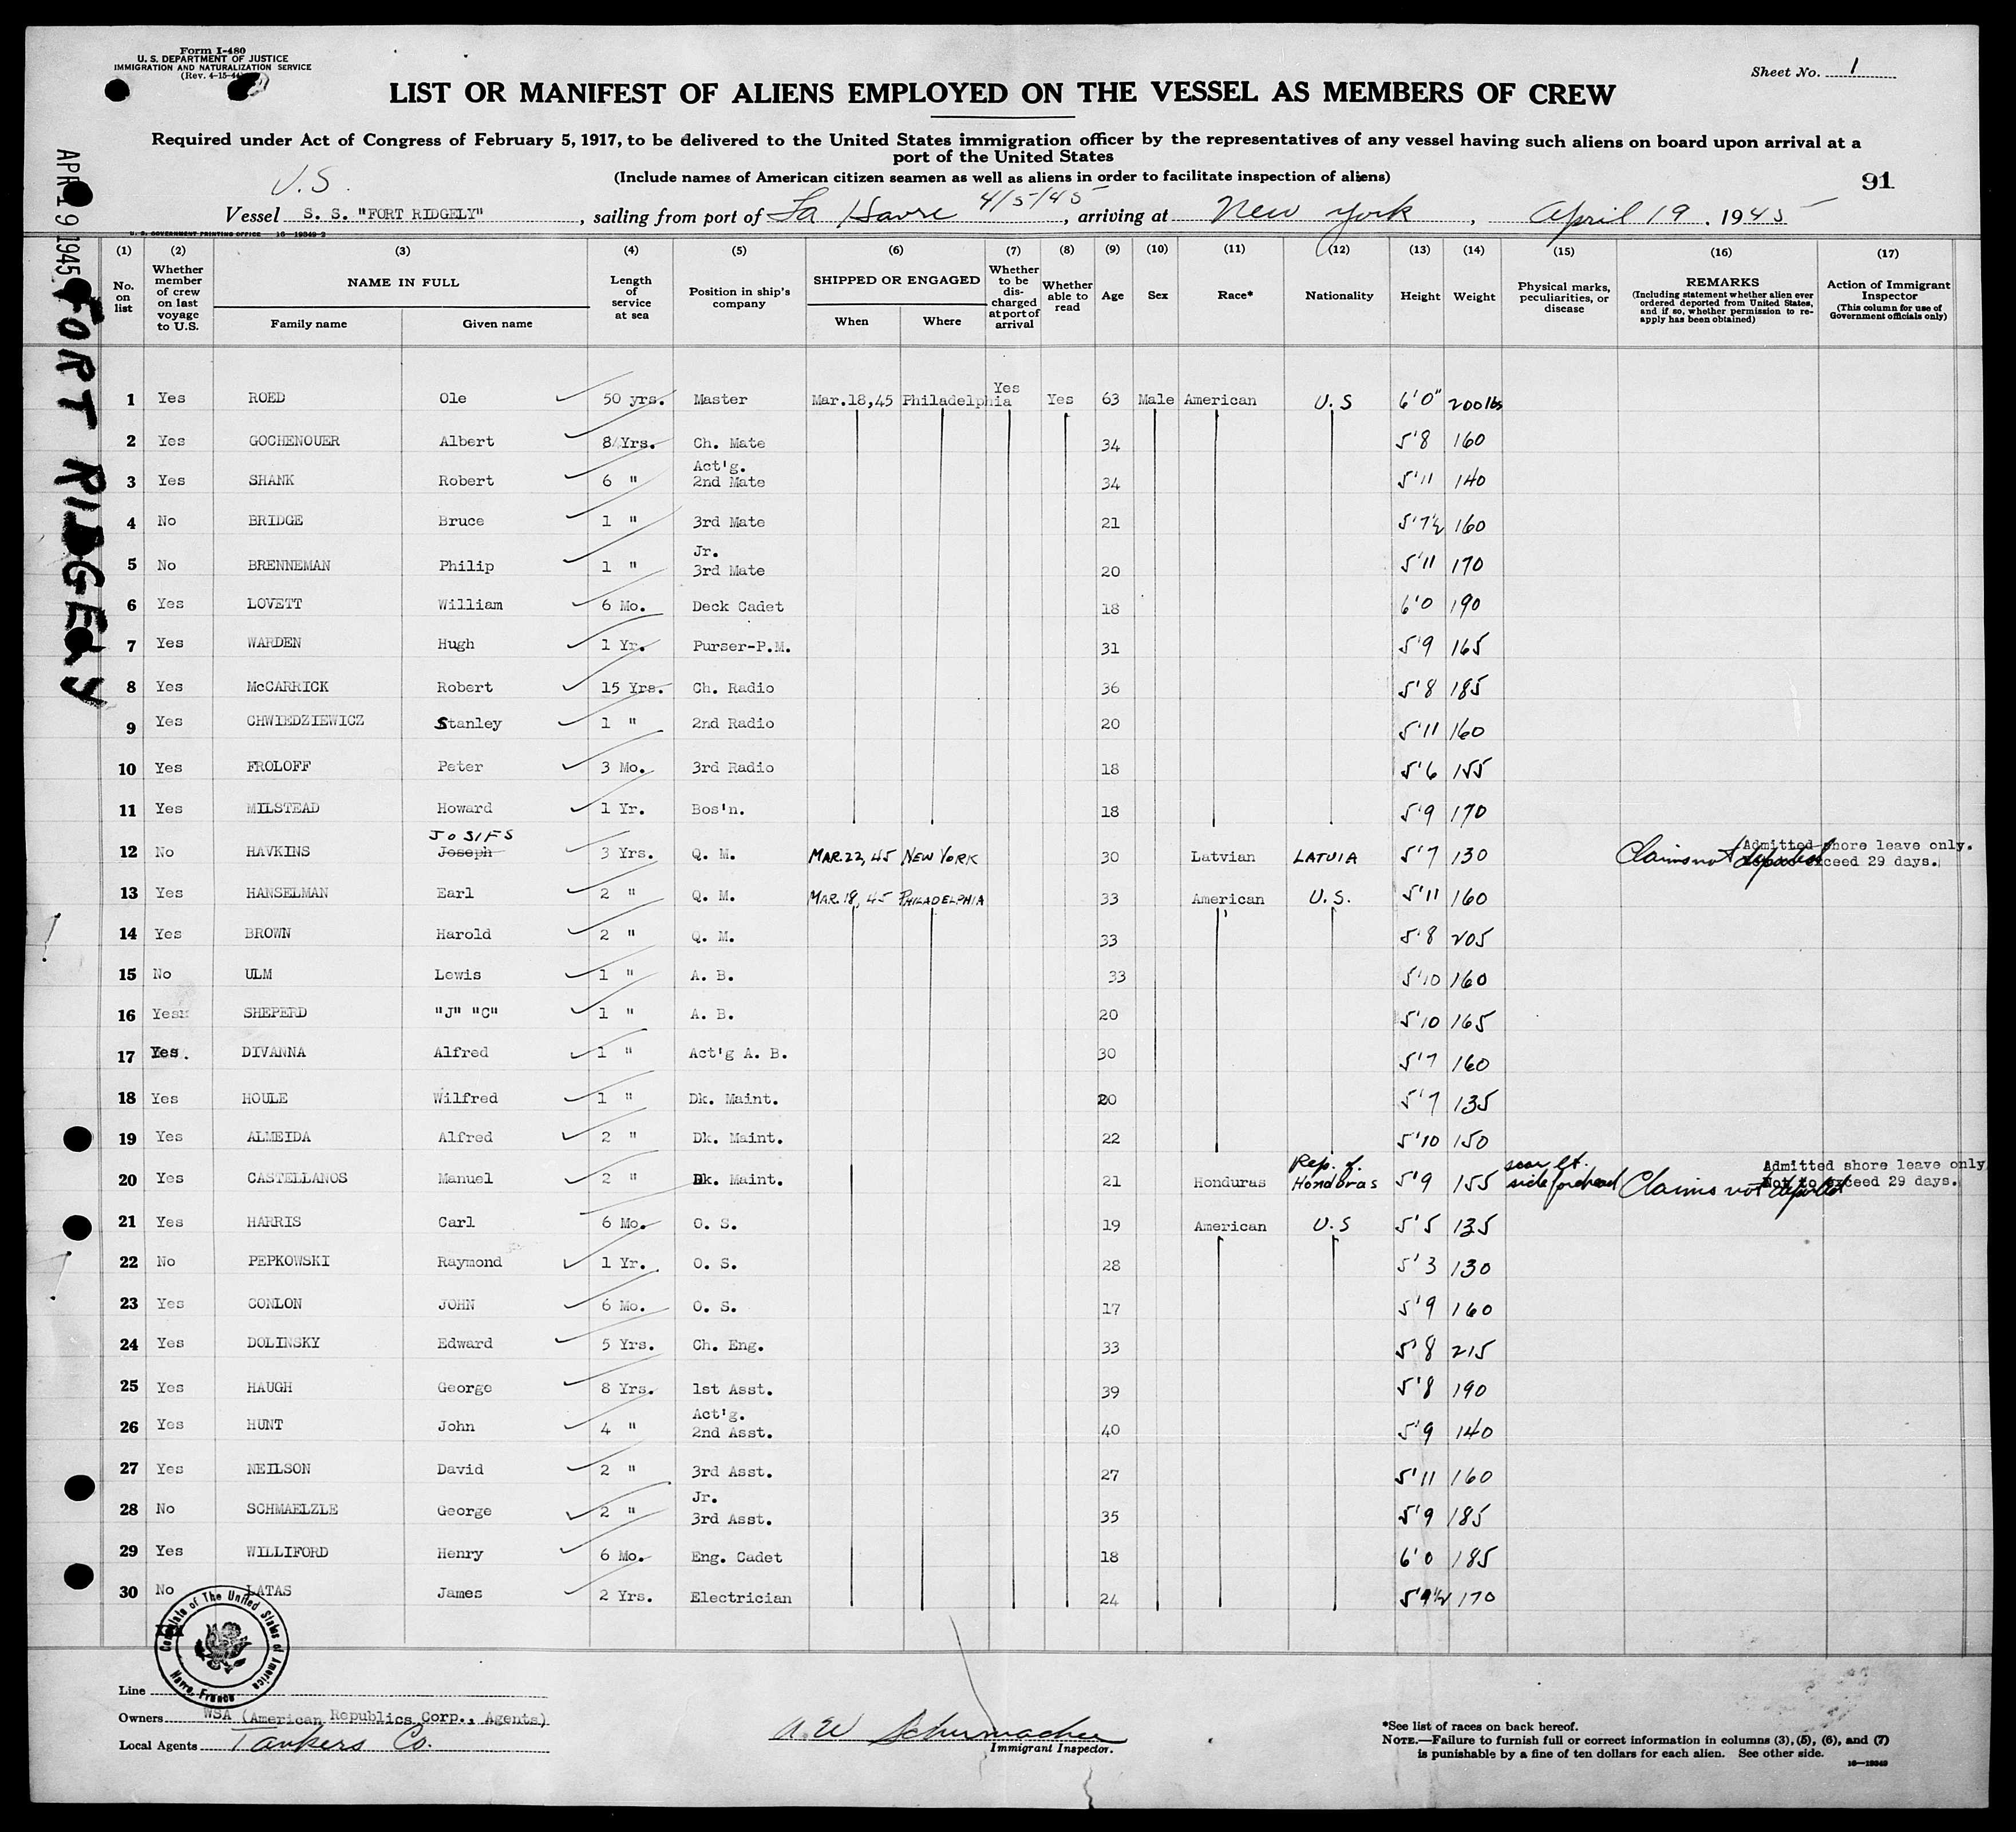 Form I-480
U. S. DEPARTMENT OF JUSTICE
IMMIGRATION AND NATURALIZATION SERVICE
(Rev. 4-15-44)
Sheet No. 1
LIST OR MANIFEST OF ALIENS EMPLOYED ON THE VESSEL AS MEMBERS OF CREW
Required under Act of Congress of February 5, 1917, to be delivered to the United States immigration officer by the representatives of any vessel having such aliens on board upon arrival at a
port of the United States
(Include names of American citizen seamen as well as aliens in order to facilitate inspection of aliens)
91
U.S.
Vessel S. S. "FORT RIDGELY", sailing from port of La Havre 4/5/45, arriving at New York, April 19, 1945
U. S. GOVERNMENT PRINTING OFFICE 16-19849-2
APR 19 1945
FORT RIDGELY
(1) (2) (3) (4) (5) (6) (7) (8) (9) (10) (11) (12) (13) (14) (15) (16) (17)
No. on list
Whether member of crew on last voyage to U.S.
NAME IN FULL
Family name
Given name
Length of service at sea
Position in ship's company
SHIPPED OR ENGAGED
When
Where
Whether to be discharged at port of arrival
Whether able to read
Age
Sex
Race*
Nationality
Height
Weight
Physical marks, peculiarities, or disease
REMARKS
(Including statement whether alien ever ordered deported from United States, and if so, whether permission to reapply has been obtained)
Action of Immigrant Inspector
(This column for use of Government officials only)
1 Yes ROED Ole 50 yrs. Master Mar.18,45 Philadelphia Yes Yes 63 Male American U.S 6'0" 200 lbs
2 Yes GOCHENOUER Albert 8 Yrs. Ch. Mate 34 5'8 160
3 Yes SHANK Robert 6 " Act'g. 2nd Mate 34 5'11 140
4 No BRIDGE Bruce 1 " 3rd Mate 21 5'7½ 160
5 No BRENNEMAN Philip 1 " Jr. 3rd Mate 20 5'11 170
6 Yes LOVETT William 6 Mo. Deck Cadet 18 6'0 190
7 Yes WARDEN Hugh 1 Yr. Purser-P.M. 31 5'9 165
8 Yes McCARRICK Robert 15 Yrs. Ch. Radio 36 5'8 185
9 Yes CHWIEDZIEWICZ Stanley 1 " 2nd Radio 20 5'11 160
10 Yes FROLOFF Peter 3 Mo. 3rd Radio 18 5'6 155
11 Yes MILSTEAD Howard 1 Yr. Bos'n. 18 5'9 170
12 No HAVKINS JOSIFS Joseph 3 Yrs. Q. M. MAR.22, 45 NEW YORK 30 Latvian LATVIA 5'7 130 Claims not deported Admitted shore leave only. exceed 29 days.
13 Yes HANSELMAN Earl 2 " Q. M. MAR.18, 45 PHILADELPHIA 33 American U.S. 5'11 160
14 Yes BROWN Harold 2 " Q. M. 33 5'8 205
15 No ULM Lewis 1 " A. B. 33 5'10 160
16 Yes SHEPERD "J" "C" 1 " A. B. 20 5'10 165
17 Yes. DIVANNA Alfred 1 " Act'g A. B. 30 5'7 160
18 Yes HOULE Wilfred 1 " Dk. Maint. 20 5'7 135
19 Yes ALMEIDA Alfred 2 " Dk. Maint. 22 5'10 150
20 Yes CASTELLANOS Manuel 2 " Dk. Maint. 21 Honduras Rep. of Honduras 5'9 155 scar lt. side forehead Claims not deported Admitted shore leave only Not to exceed 29 days.
21 Yes HARRIS Carl 6 Mo. O. S. 19 American U.S 5'5 135
22 No PEPKOWSKI Raymond 1 Yr. O. S. 28 5'3 130
23 Yes CONLON JOHN 6 Mo. O. S. 17 5'9 160
24 Yes DOLINSKY Edward 5 Yrs. Ch. Eng. 33 5'8 215
25 Yes HAUGH George 8 Yrs. 1st Asst. 39 5'8 190
26 Yes HUNT John 4 " Act'g. 2nd Asst. 40 5'9 140
27 Yes NEILSON David 2 " 3rd Asst. 27 5'11 160
28 No SCHMAELZLE George 2 " Jr. 3rd Asst. 35 5'9 185
29 Yes WILLIFORD Henry 6 Mo. Eng. Cadet 18 6'0 185
30 No LATAS James 2 Yrs. Electrician 24 5'9½ 170
Consulate of The United States of America Havre, France
Line
Owners WSA (American Republics Corp., Agents)
Local Agents Tankers Co.
A. W Schumacher
Immigrant Inspector.
*See list of races on back hereof.
NOTE.—Failure to furnish full or correct information in columns (3), (5), (6), and (7)
is punishable by a fine of ten dollars for each alien. See other side.
16—19849